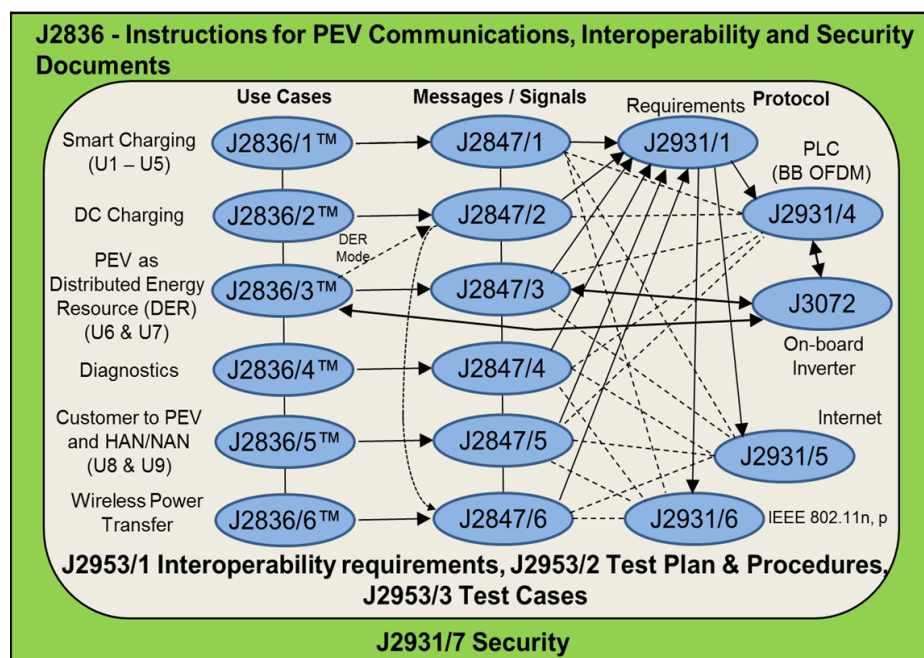 J2836 - Instructions for PEV Communications, Interoperability and Security
Documents
Use Cases
Messages / Signals
Requirements
Protocol
Smart Charging
(U1 – U5)
J2836/1™
J2847/1
J2931/1
PLC
(BB OFDM)
DC Charging
J2836/2™
J2847/2
J2931/4
DER
Mode
PEV as
Distributed Energy
Resource (DER)
(U6 & U7)
J2836/3™
J2847/3
J3072
On-board
Inverter
Diagnostics
J2836/4™
J2847/4
Customer to PEV
and HAN/NAN
(U8 & U9)
J2836/5™
J2847/5
Internet
J2931/5
Wireless Power
Transfer
J2836/6™
J2847/6
J2931/6
IEEE 802.11n, p
J2953/1 Interoperability requirements, J2953/2 Test Plan & Procedures,
J2953/3 Test Cases
J2931/7 Security